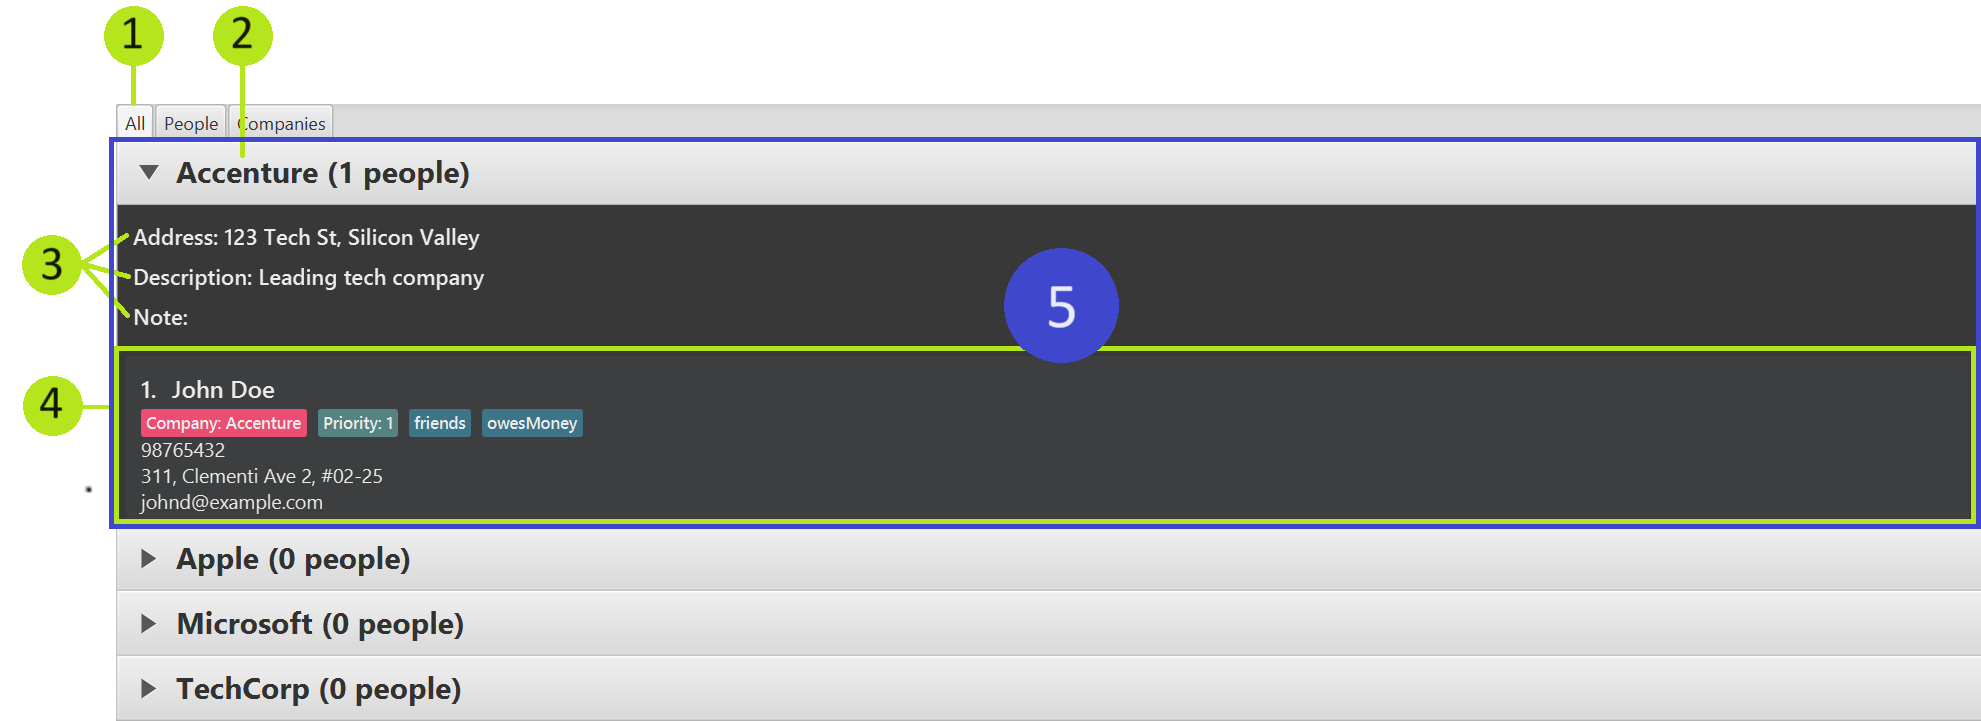 1 2
All People Companies
Accenture (1 people)
Address: 123 Tech St, Silicon Valley
3
Description: Leading tech company
5
Note:
1. John Doe
4
Company: Accenture Priority: 1 friends owesMoney
98765432
311, Clementi Ave 2, #02-25
johnd@example.com
Apple (0 people)
Microsoft (0 people)
TechCorp (0 people)